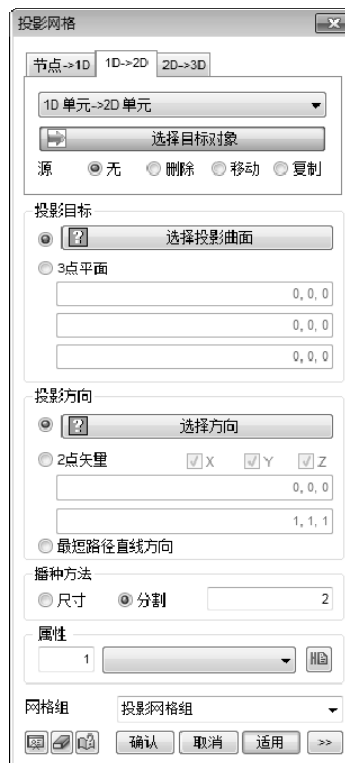 投影网格
节点->1D 1D->2D 2D->3D
1D 单元->2D 单元
选择目标对象
源 无 删除 移动 复制
投影目标
选择投影曲面
3点平面
0, 0, 0
0, 0, 0
0, 0, 0
投影方向
选择方向
2点矢量 X Y Z
0, 0, 0
1, 1, 1
最短路径直线方向
播种方法
尺寸 分割 2
属性
1
网格组 投影网格组
确认 取消 适用 >>